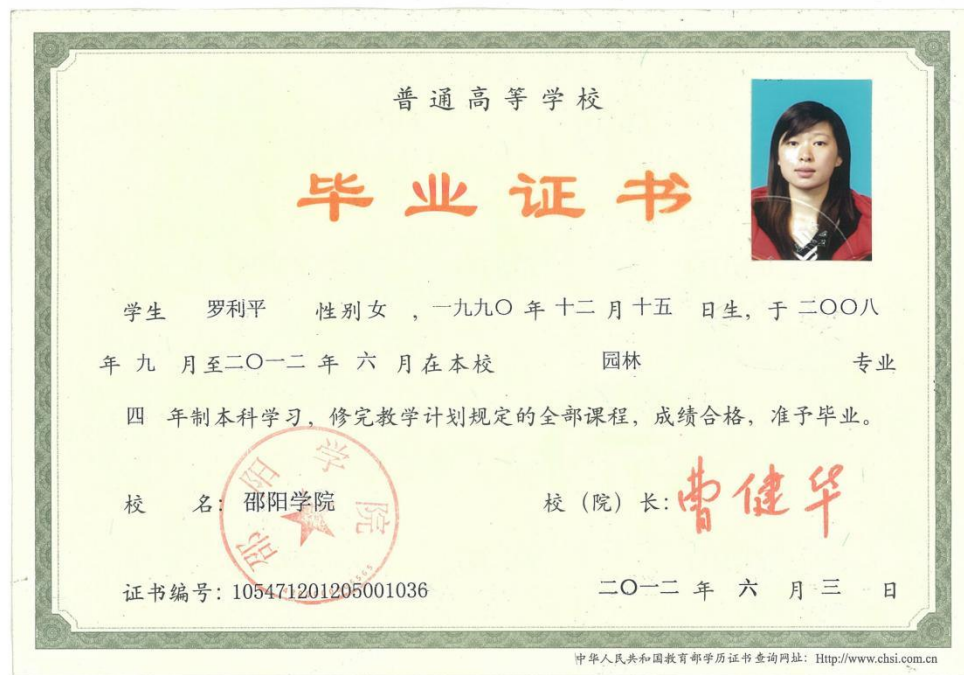 普通高等学校
毕业证书
学生 罗利平 性别 女 ，一九九〇 年 十二 月 十五 日生，于 二〇〇八
年 九 月至 二〇一二 年 六 月在本校 园林 专业
四 年制本科学习，修完教学计划规定的全部课程，成绩合格，准予毕业。
邵阳学院
校 名： 邵阳学院 校（院）长：曹健华
证书编号：105471201205001036 二〇一二 年 六 月 三 日
中华人民共和国教育部学历证书查询网址：Http://www.chsi.com.cn